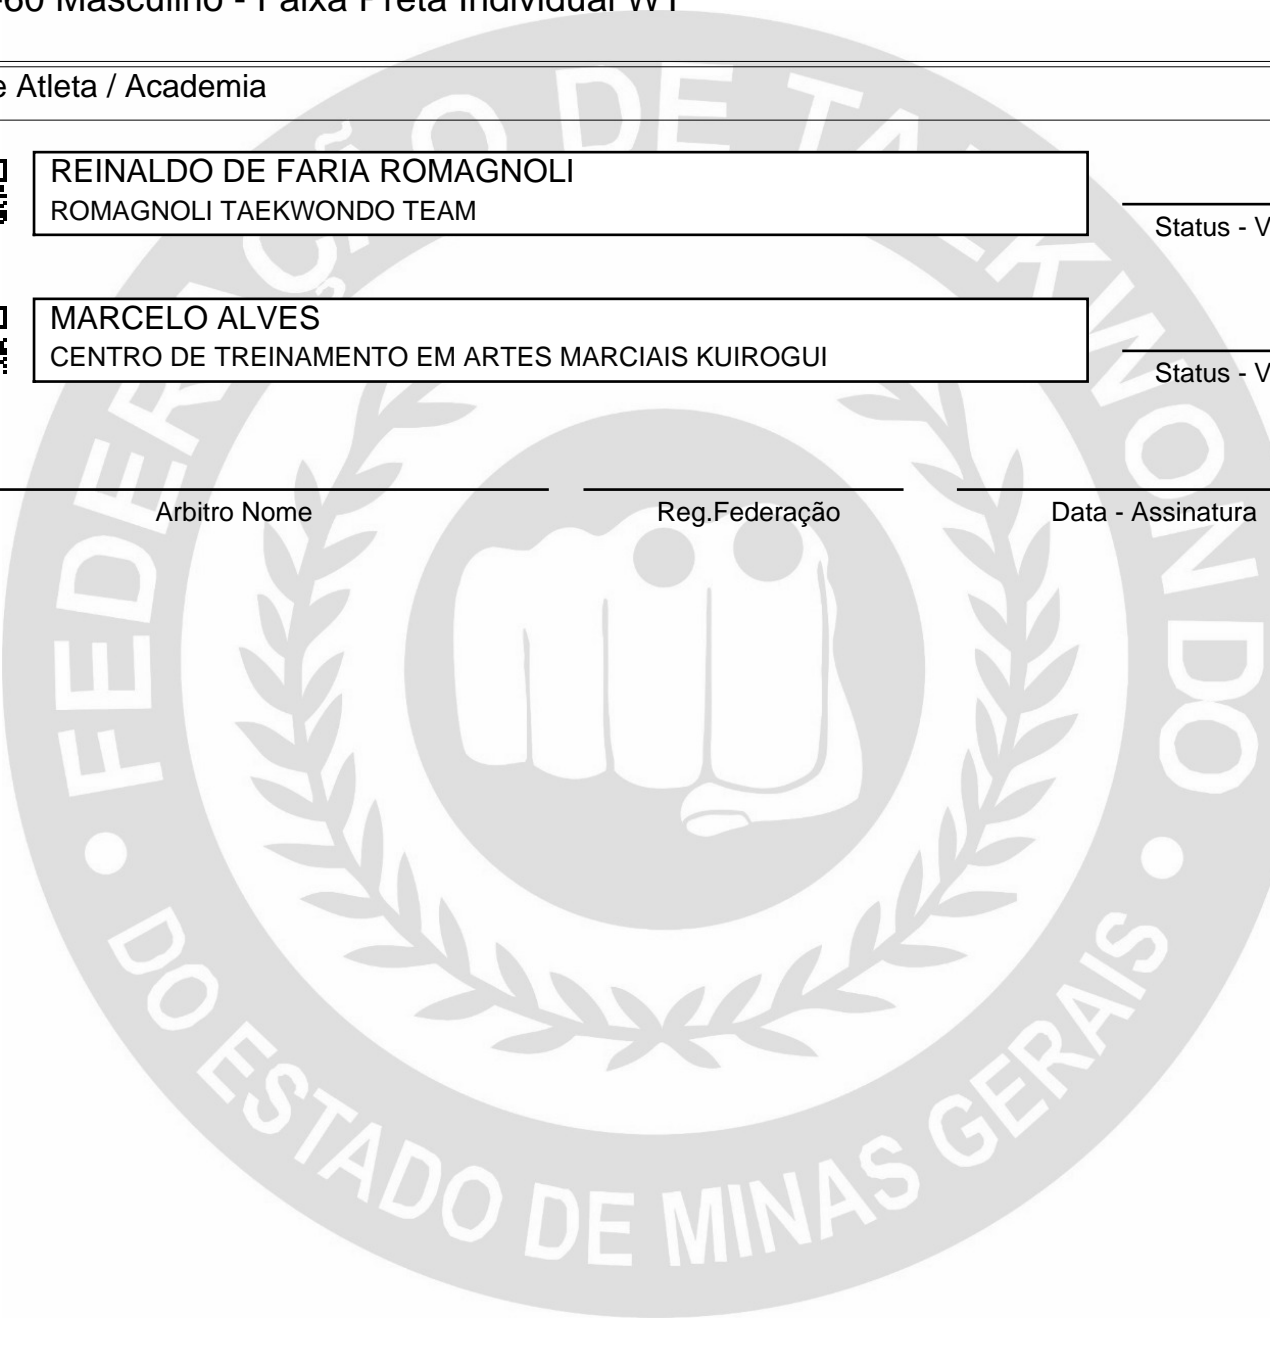 -60 Masculino - Faixa Preta Individual WT
e Atleta / Academia
REINALDO DE FARIA ROMAGNOLI
ROMAGNOLI TAEKWONDO TEAM
Status - V
MARCELO ALVES
CENTRO DE TREINAMENTO EM ARTES MARCIAIS KUIROGUI
Status - V
Arbitro Nome
Reg.Federação
Data - Assinatura
FEDERAÇÃO DE TAEKWONDO
DO ESTADO DE MINAS GERAIS